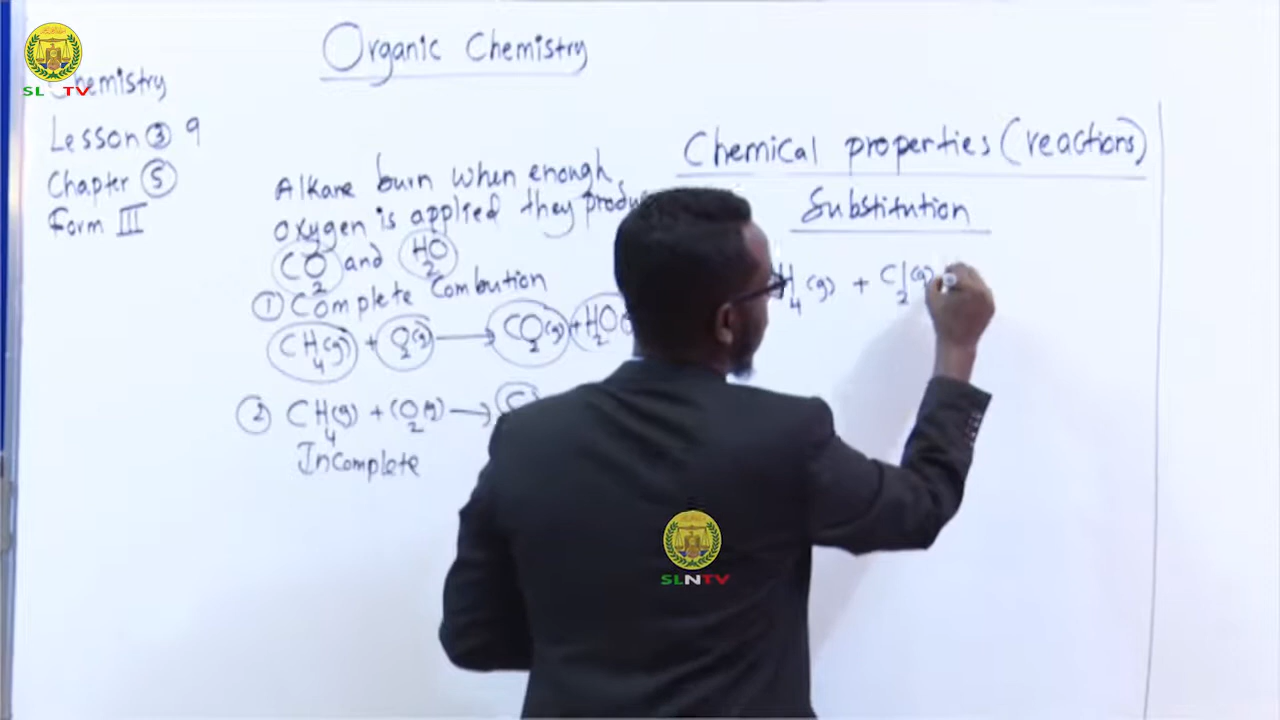 Organic Chemistry
Chemistry
SLNTV
Lesson ③ 9
Chapter ⑤
Form III
Alkane burn when enough
oxygen is applied they produce
CO₂ and H₂O
① Complete Combution
CH₄(g) + O₂(g) → CO₂(g) + H₂O
② CH₄(g) + (O₂(g) →
Incomplete
Chemical properties (reactions)
Substitution
H₄(g) + Cl₂(g)
SLNTV